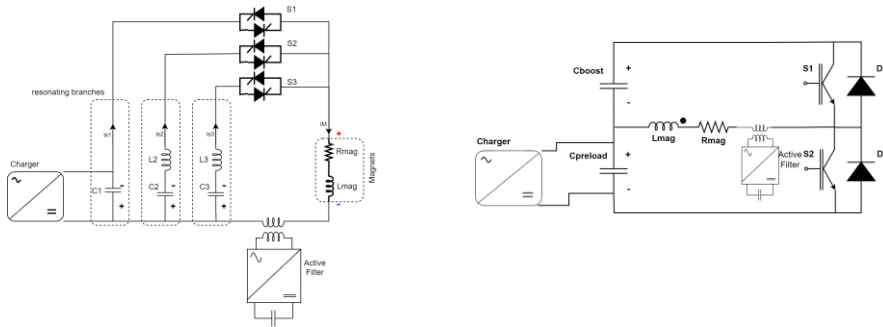 S1
S2
S3
resonating branches
is1
is2
is3
iM
+
Rmag
Lmag
-
Magnets
Charger
L2
L3
C1
-
+
C2
-
+
C3
-
+
Active
Filter
S1
D
Cboost
+
-
Charger
Lmag
Rmag
Cpreload
+
-
Active
Filter
S2
D